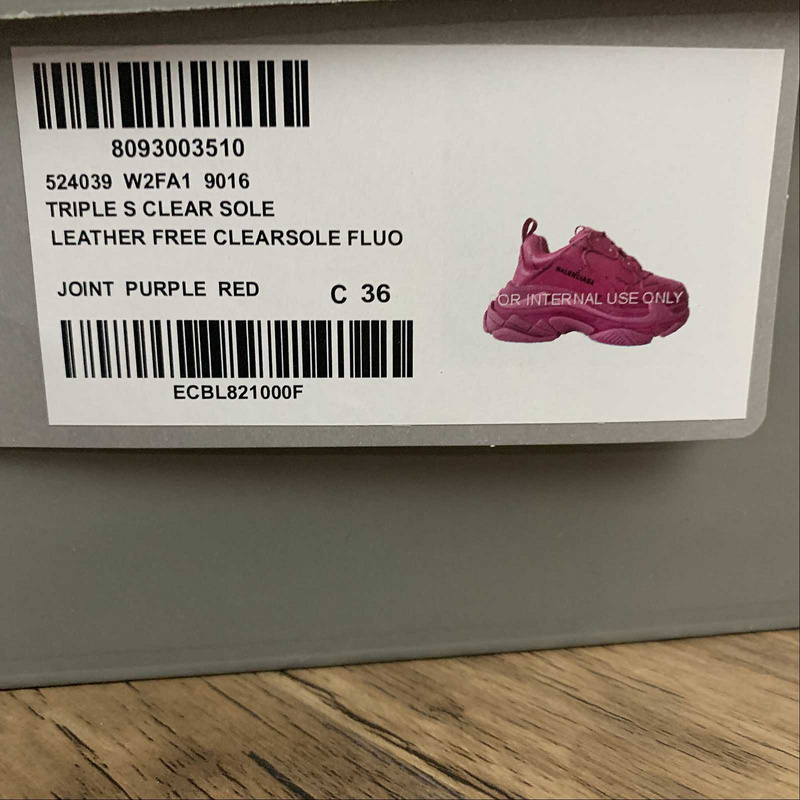 8093003510
524039 W2FA1 9016
TRIPLE S CLEAR SOLE
LEATHER FREE CLEARSOLE FLUO
JOINT PURPLE RED C 36
ECBL821000F
BALENCIAGA
OR INTERNAL USE ONLY